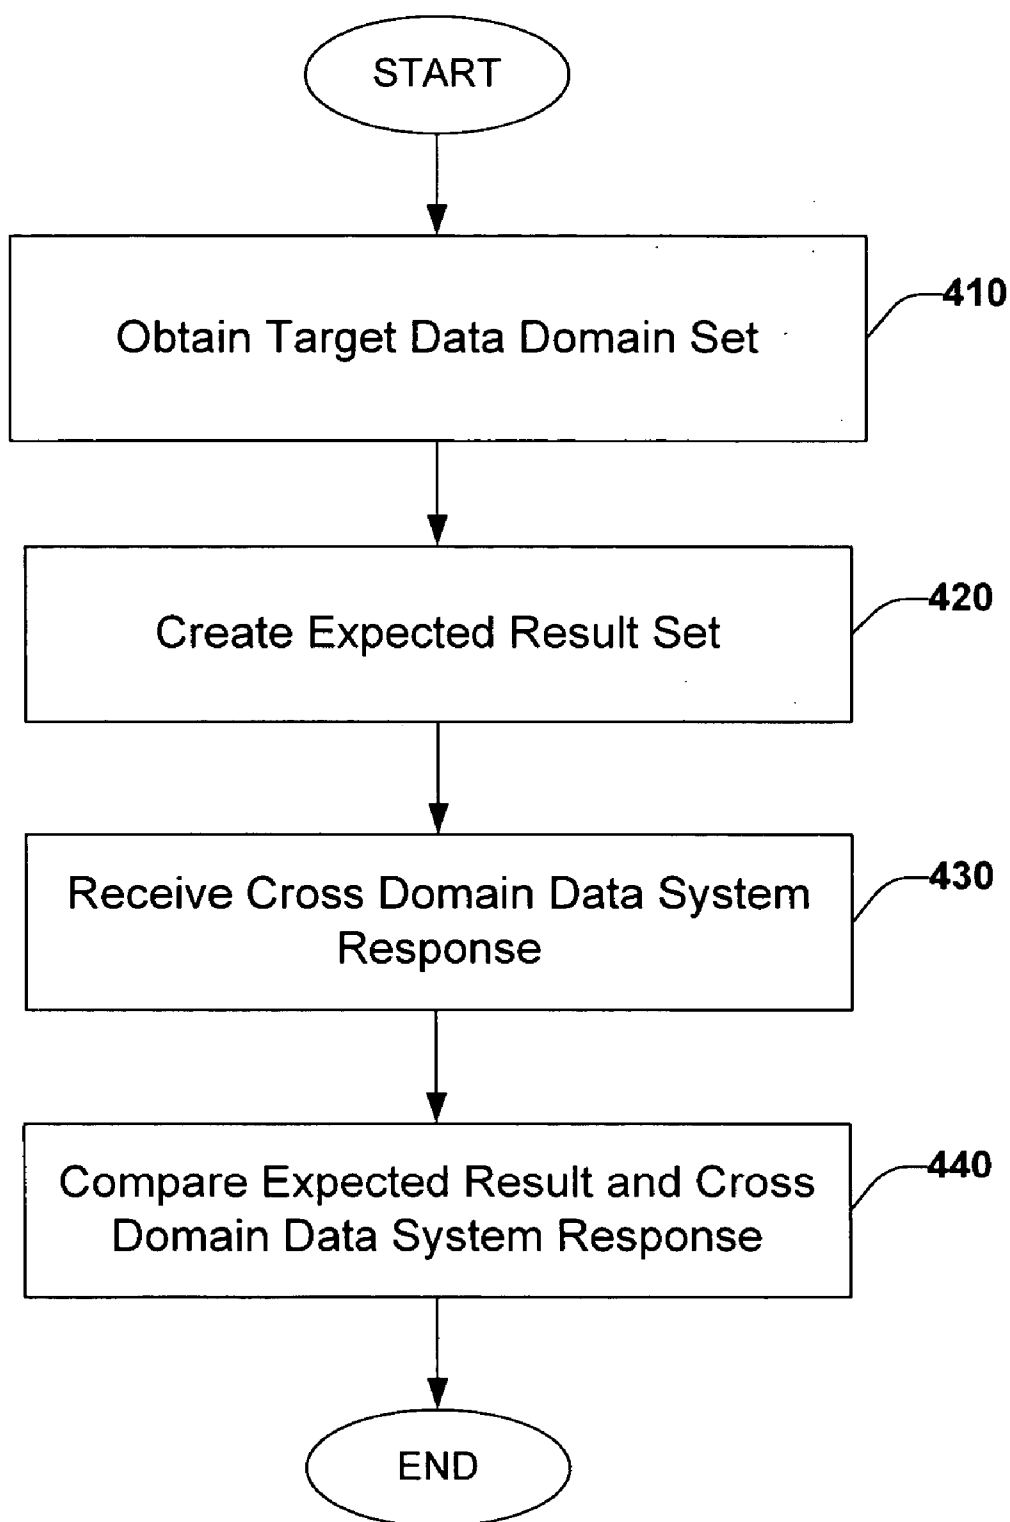 START
Obtain Target Data Domain Set
410
Create Expected Result Set
420
Receive Cross Domain Data System
Response
430
Compare Expected Result and Cross
Domain Data System Response
440
END